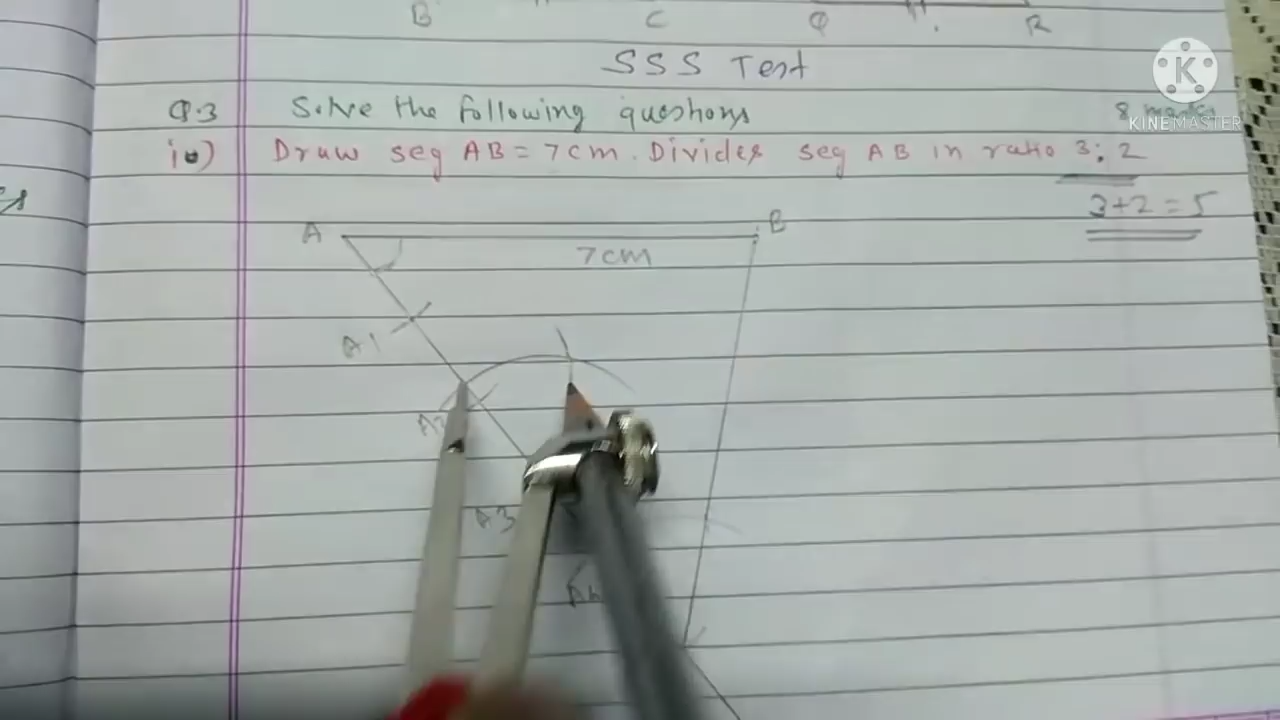 B C Q R
SSS Test
Q.3 Solve the following questions
iv) Draw seg AB = 7cm. Divides seg AB in ratio 3:2
3+2=5
A B
7cm
A1
A2
A3
K
KINEMASTER